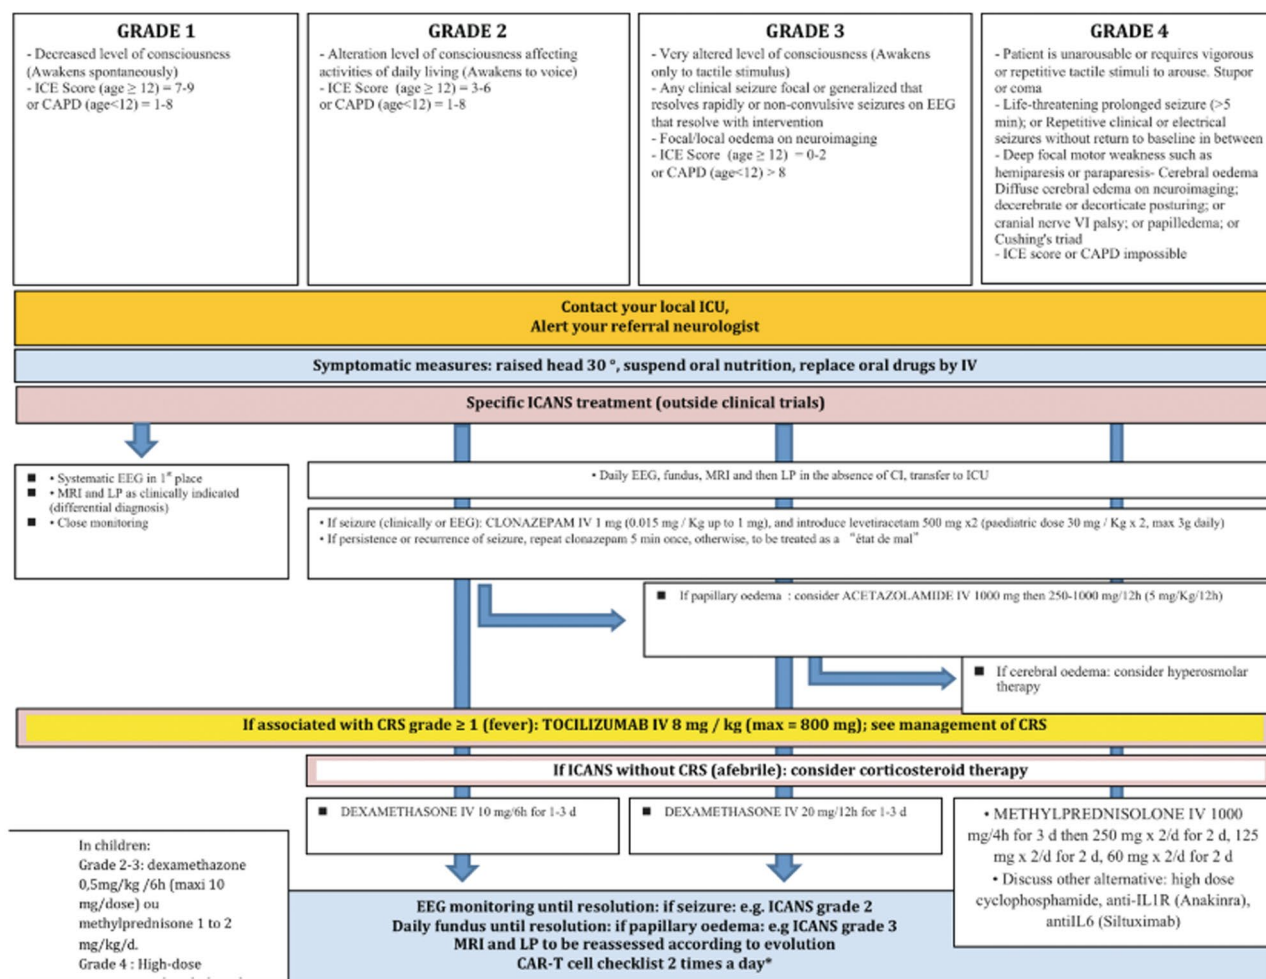 GRADE 1
- Decreased level of consciousness
(Awakens spontaneously)
- ICE Score (age ≥ 12) = 7-9
or CAPD (age<12) = 1-8
GRADE 2
- Alteration level of consciousness affecting
activities of daily living (Awakens to voice)
- ICE Score (age ≥ 12) = 3-6
or CAPD (age<12) = 1-8
GRADE 3
- Very altered level of consciousness (Awakens
only to tactile stimulus)
- Any clinical seizure focal or generalized that
resolves rapidly or non-convulsive seizures on EEG
that resolve with intervention
- Focal/local oedema on neuroimaging
- ICE Score (age ≥ 12) = 0-2
or CAPD (age<12) > 8
GRADE 4
- Patient is unarousable or requires vigorous
or repetitive tactile stimuli to arouse. Stupor
or coma
- Life-threatening prolonged seizure (>5
min); or Repetitive clinical or electrical
seizures without return to baseline in between
- Deep focal motor weakness such as
hemiparesis or paraparesis- Cerebral oedema
Diffuse cerebral edema on neuroimaging;
decerebrate or decorticate posturing; or
cranial nerve VI palsy; or papilledema; or
Cushing's triad
- ICE score or CAPD impossible
Contact your local ICU,
Alert your referral neurologist
Symptomatic measures: raised head 30 °, suspend oral nutrition, replace oral drugs by IV
Specific ICANS treatment (outside clinical trials)
■ • Systematic EEG in 1st place
■ • MRI and LP as clinically indicated
(differential diagnosis)
■ • Close monitoring
• Daily EEG, fundus, MRI and then LP in the absence of CI, transfer to ICU
• If seizure (clinically or EEG): CLONAZEPAM IV 1 mg (0.015 mg / Kg up to 1 mg), and introduce levetiracetam 500 mg x2 (paediatric dose 30 mg / Kg x 2, max 3g daily)
• If persistence or recurrence of seizure, repeat clonazepam 5 min once, otherwise, to be treated as a "état de mal"
■ If papillary oedema : consider ACETAZOLAMIDE IV 1000 mg then 250-1000 mg/12h (5 mg/Kg/12h)
■ If cerebral oedema: consider hyperosmolar
therapy
If associated with CRS grade ≥ 1 (fever): TOCILIZUMAB IV 8 mg / kg (max = 800 mg); see management of CRS
If ICANS without CRS (afebrile): consider corticosteroid therapy
■ DEXAMETHASONE IV 10 mg/6h for 1-3 d
■ DEXAMETHASONE IV 20 mg/12h for 1-3 d
• METHYLPREDNISOLONE IV 1000
mg/4h for 3 d then 250 mg x 2/d for 2 d, 125
mg x 2/d for 2 d, 60 mg x 2/d for 2 d
• Discuss other alternative: high dose
cyclophosphamide, anti-IL1R (Anakinra),
antiIL6 (Siltuximab)
In children:
Grade 2-3: dexamethazone
0,5mg/kg /6h (maxi 10
mg/dose) ou
methylprednisone 1 to 2
mg/kg/d.
Grade 4 : High-dose
EEG monitoring until resolution: if seizure: e.g. ICANS grade 2
Daily fundus until resolution: if papillary oedema: e.g ICANS grade 3
MRI and LP to be reassessed according to evolution
CAR-T cell checklist 2 times a day*